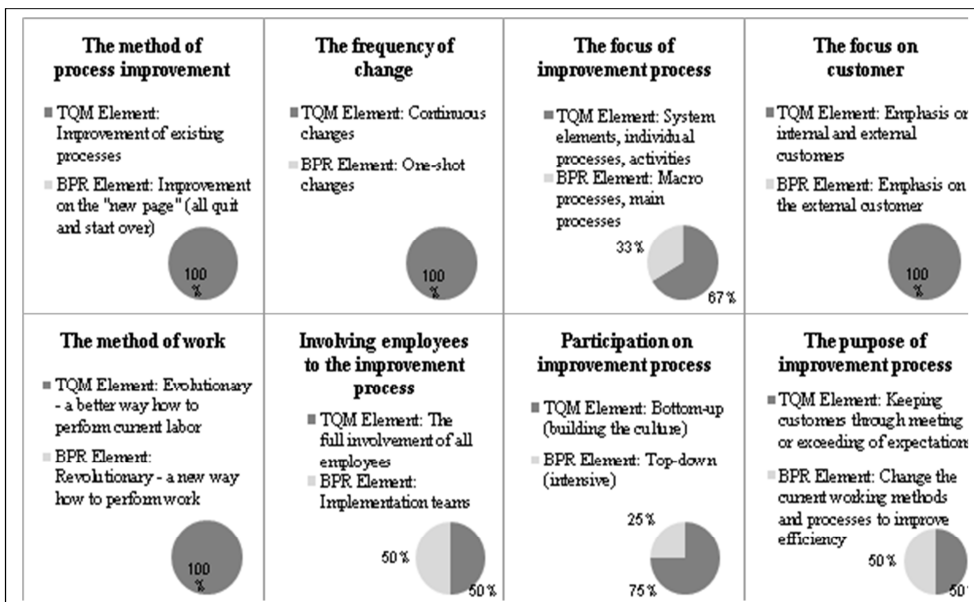 The method of
process improvement
TQM Element:
Improvement of existing
processes
BPR Element: Improvement
on the "new page" (all quit
and start over)
100
%
The frequency of
change
TQM Element: Continuous
changes
BPR Element: One-shot
changes
100
%
The focus of
improvement process
TQM Element: System
elements, individual
processes, activities
BPR Element: Macro
processes, main
processes
33%
67%
The focus on
customer
TQM Element: Emphasis on
internal and external
customers
BPR Element: Emphasis on
the external customer
100
%
The method of work
TQM Element: Evolutionary
- a better way how to
perform current labor
BPR Element:
Revolutionary - a new way
how to perform work
100
%
Involving employees
to the improvement
process
TQM Element: The
full involvement of all
employees
BPR Element:
Implementation teams
50%
50%
Participation on
improvement process
TQM Element: Bottom-up
(building the culture)
BPR Element: Top-down
(intensive)
25%
75%
The purpose of
improvement process
TQM Element: Keeping
customers through meeting
or exceeding of expectation
BPR Element: Change the
current working methods
and processes to improve
efficiency
50%
50